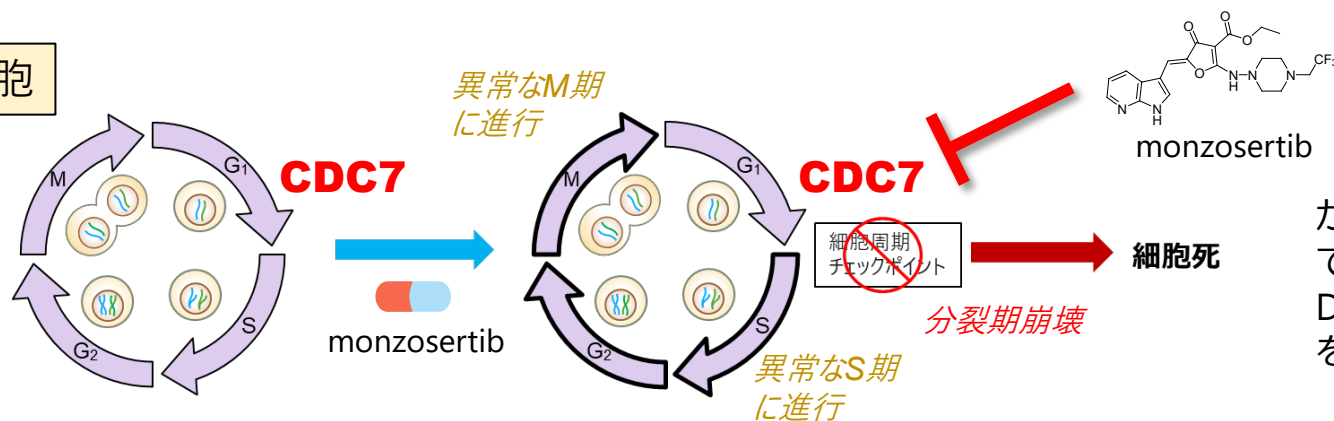 胞
M
G1
S
G2
CDC7
monzosertib
異常なM期
に進行
M
G1
S
G2
CDC7
細胞周期
チェックポイント
異常なS期
に進行
分裂期崩壊
細胞死
O
O
O
O
N
H
N
H
N
N
CF3
monzosertib
て
D
を